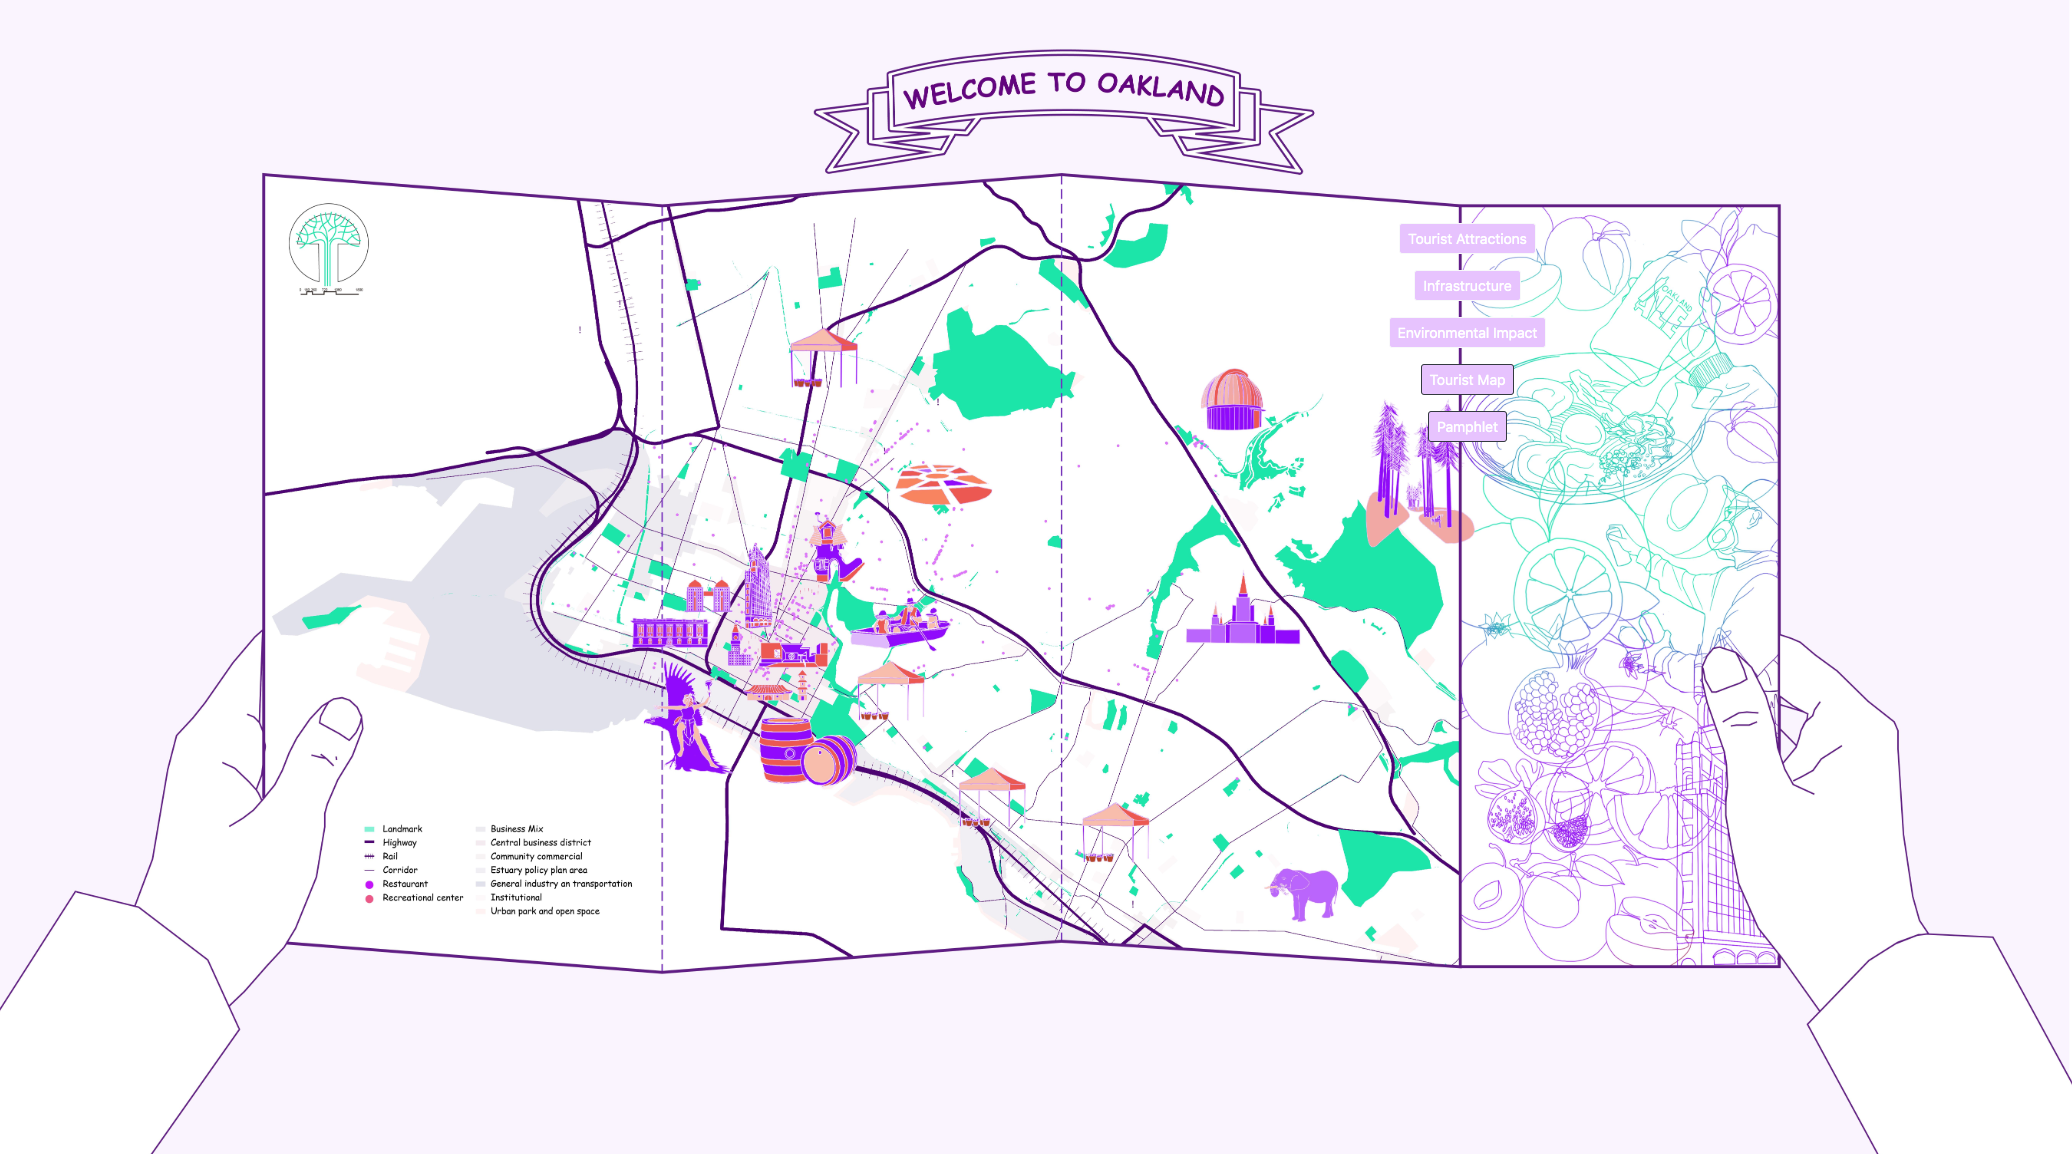 WELCOME TO OAKLAND
Tourist Attractions
Infrastructure
Environmental Impact
Tourist Map
Pamphlet
OAKLAND
Landmark
Highway
Rail
Corridor
Restaurant
Recreational center
Business Mix
Central business district
Community commercial
Estuary policy plan area
General industry an transportation
Institutional
Urban park and open space